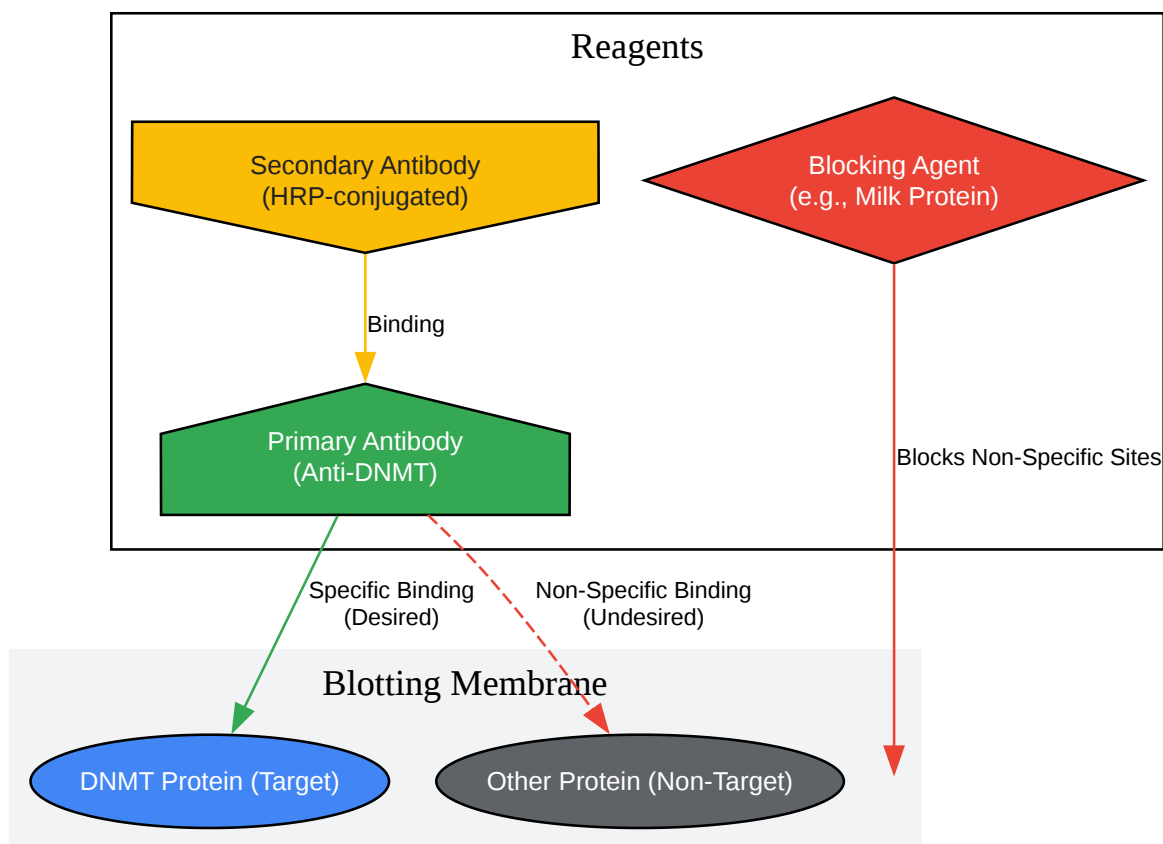 Reagents
Secondary Antibody
(HRP-conjugated)
Blocking Agent
(e.g., Milk Protein)
Binding
Primary Antibody
(Anti-DNMT)
Blocks Non-Specific Sites
Specific Binding
(Desired)
Non-Specific Binding
(Undesired)
Blotting Membrane
DNMT Protein (Target)
Other Protein (Non-Target)